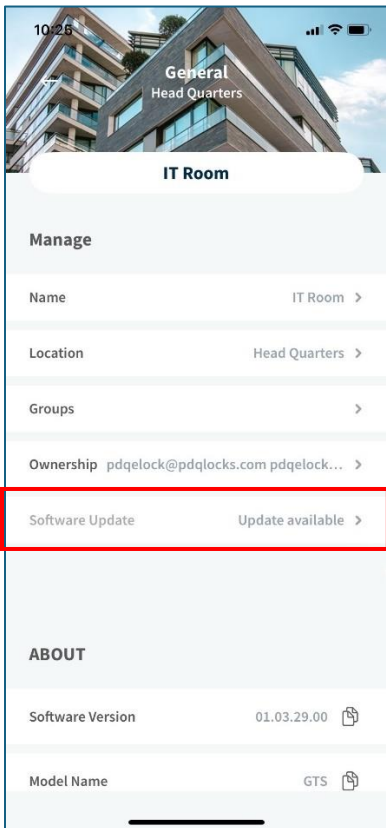 10:25
General
Head Quarters
IT Room
Manage
Name IT Room
Location Head Quarters
Groups
Ownership pdqelock@pdqlocks.com pdqelock...
Software Update Update available
ABOUT
Software Version 01.03.29.00
Model Name GTS